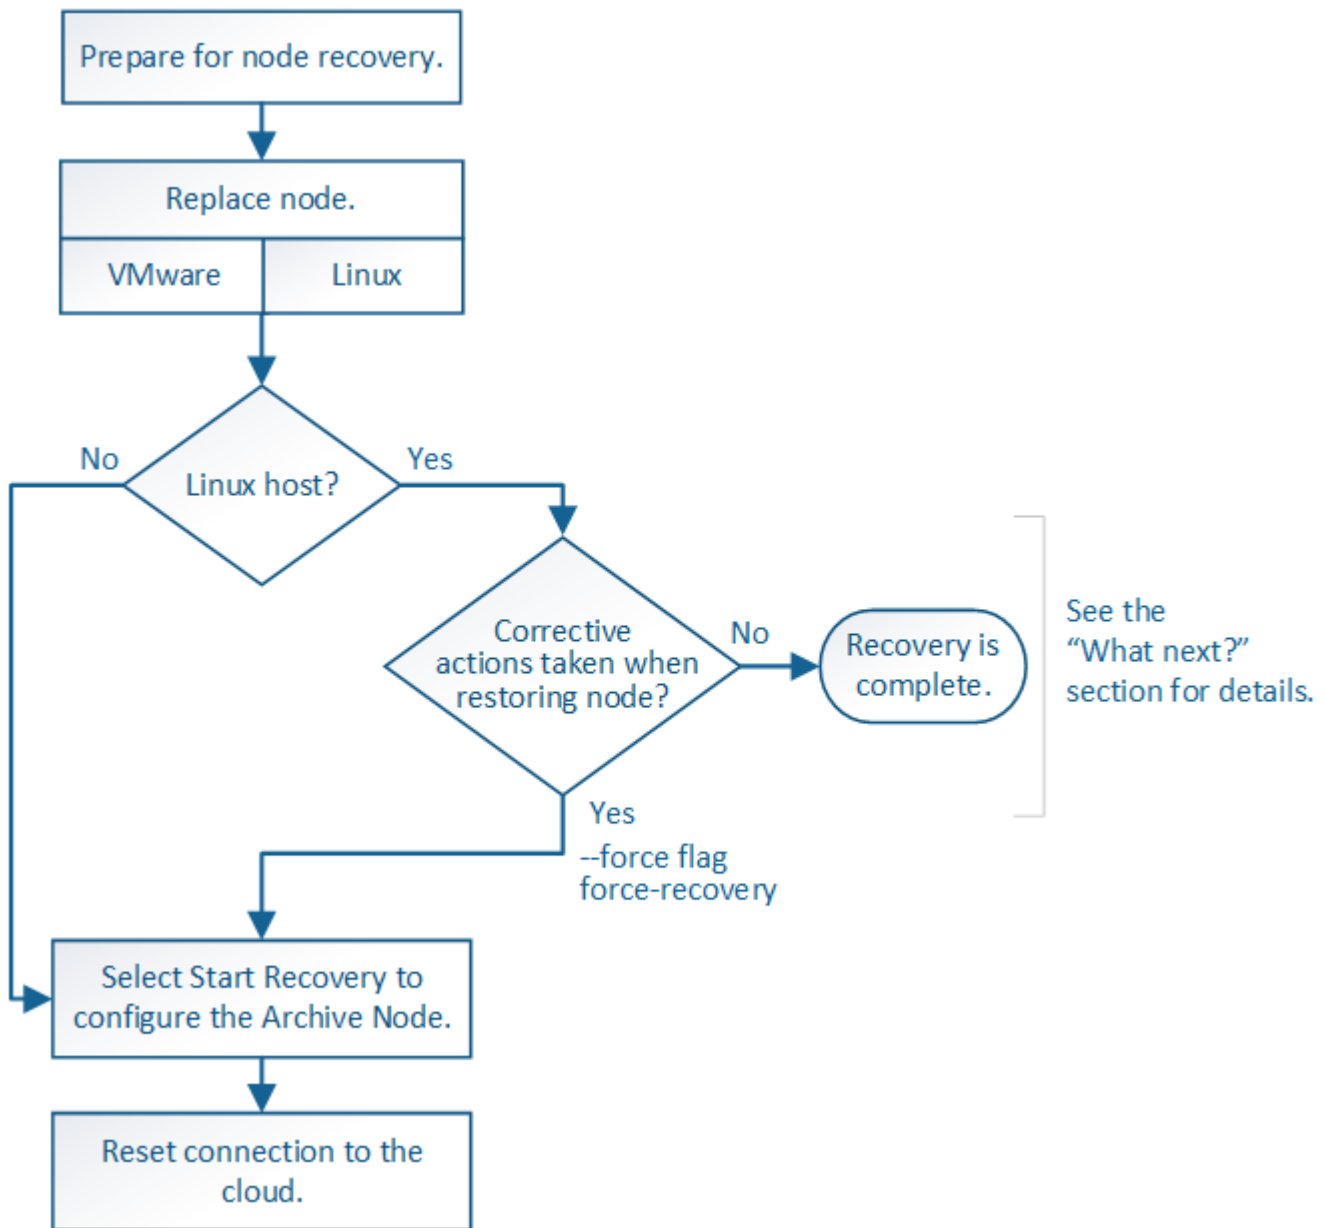 Prepare for node recovery.
Replace node.
VMware
Linux
No
Yes
Linux host?
Corrective
actions taken when
restoring node?
No
Recovery is
complete.
See the
“What next?”
section for details.
Yes
--force flag
force-recovery
Select Start Recovery to
configure the Archive Node.
Reset connection to the
cloud.